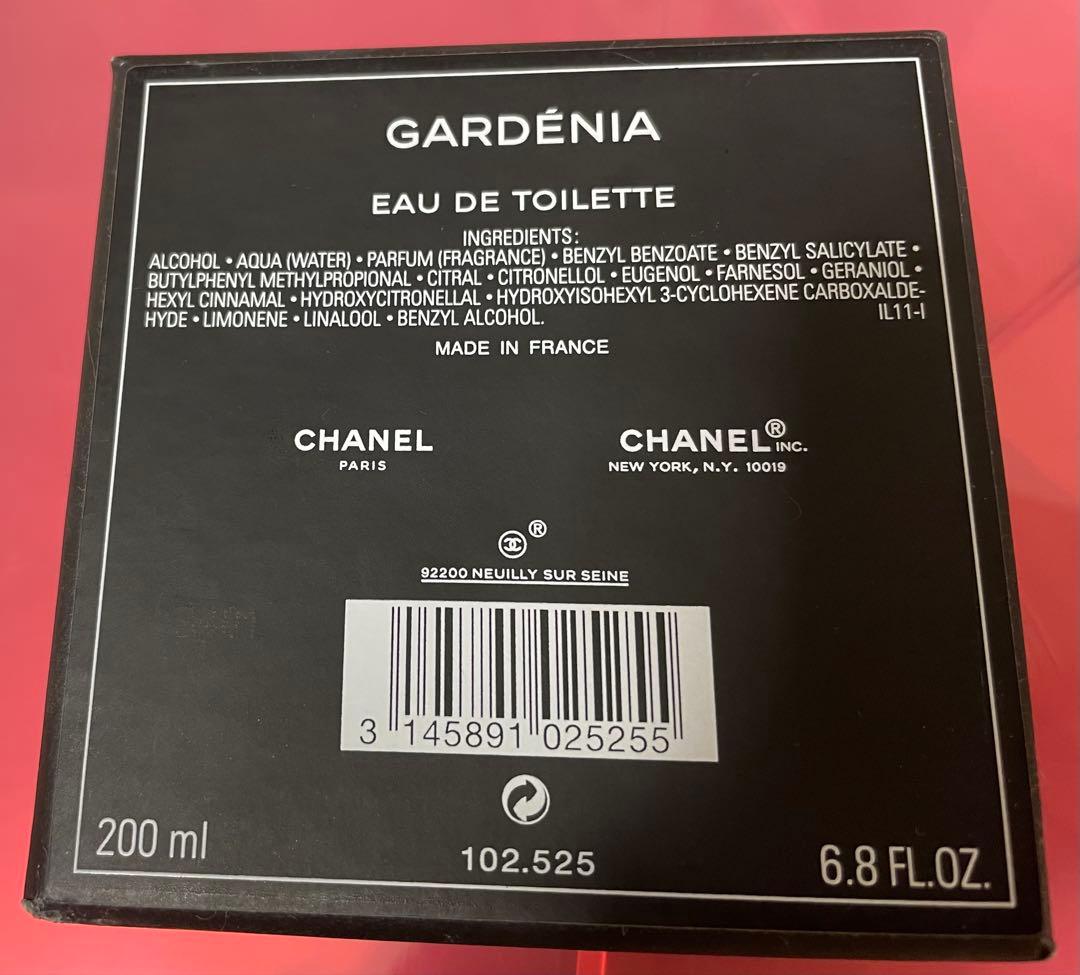 GARDÉNIA
EAU DE TOILETTE
INGREDIENTS:
ALCOHOL • AQUA (WATER) • PARFUM (FRAGRANCE) • BENZYL BENZOATE • BENZYL SALICYLATE •
BUTYLPHENYL METHYLPROPIONAL • CITRAL • CITRONELLOL • EUGENOL • FARNESOL • GERANIOL •
HEXYL CINNAMAL • HYDROXYCITRONELLAL • HYDROXYISOHEXYL 3-CYCLOHEXENE CARBOXALDE-
HYDE • LIMONENE • LINALOOL • BENZYL ALCOHOL. IL11-I
MADE IN FRANCE
CHANEL
PARIS
CHANEL® INC.
NEW YORK, N.Y. 10019
®
92200 NEUILLY SUR SEINE
3 145891 025255
200 ml
102.525
6.8 FL.OZ.